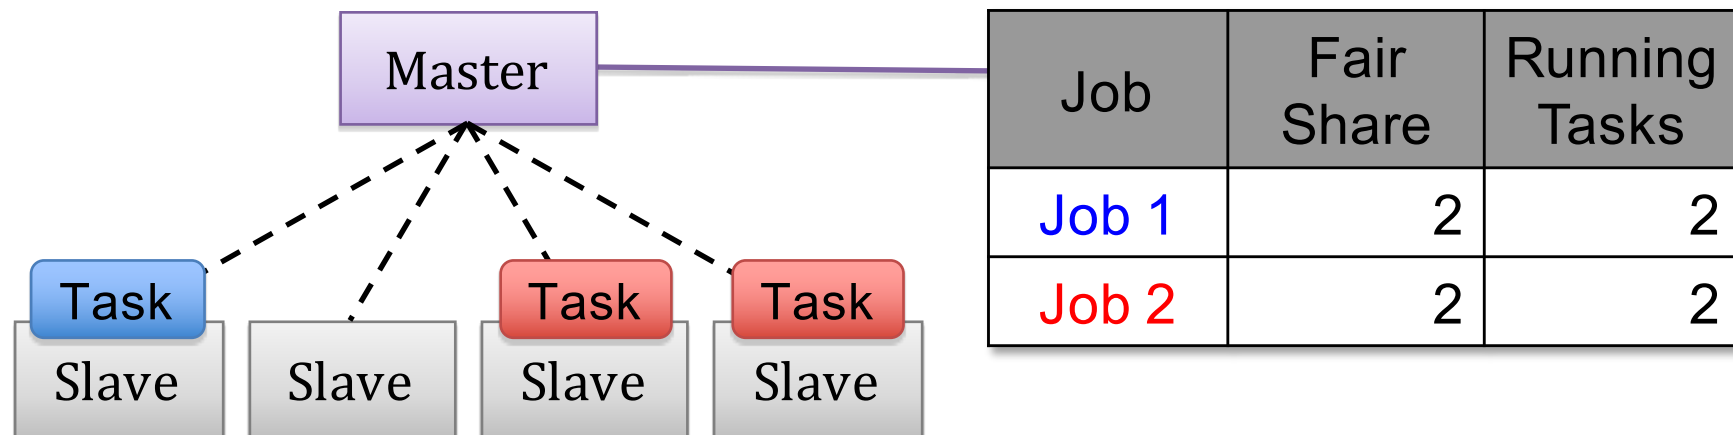 Master
Task
Task
Task
Slave
Slave
Slave
Slave
Job
Fair
Share
Running
Tasks
Job 1
2
2
Job 2
2
2